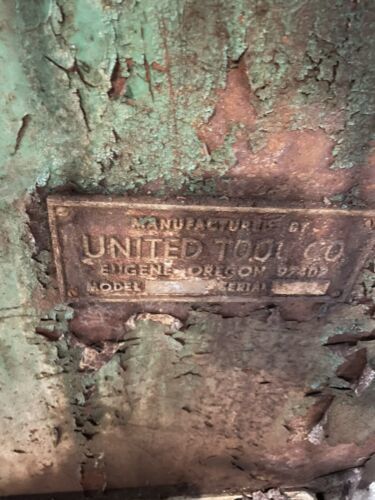 MANUFACTURED BY
UNITED TOOL CO
EUGENE, OREGON 97402
MODEL SERIAL